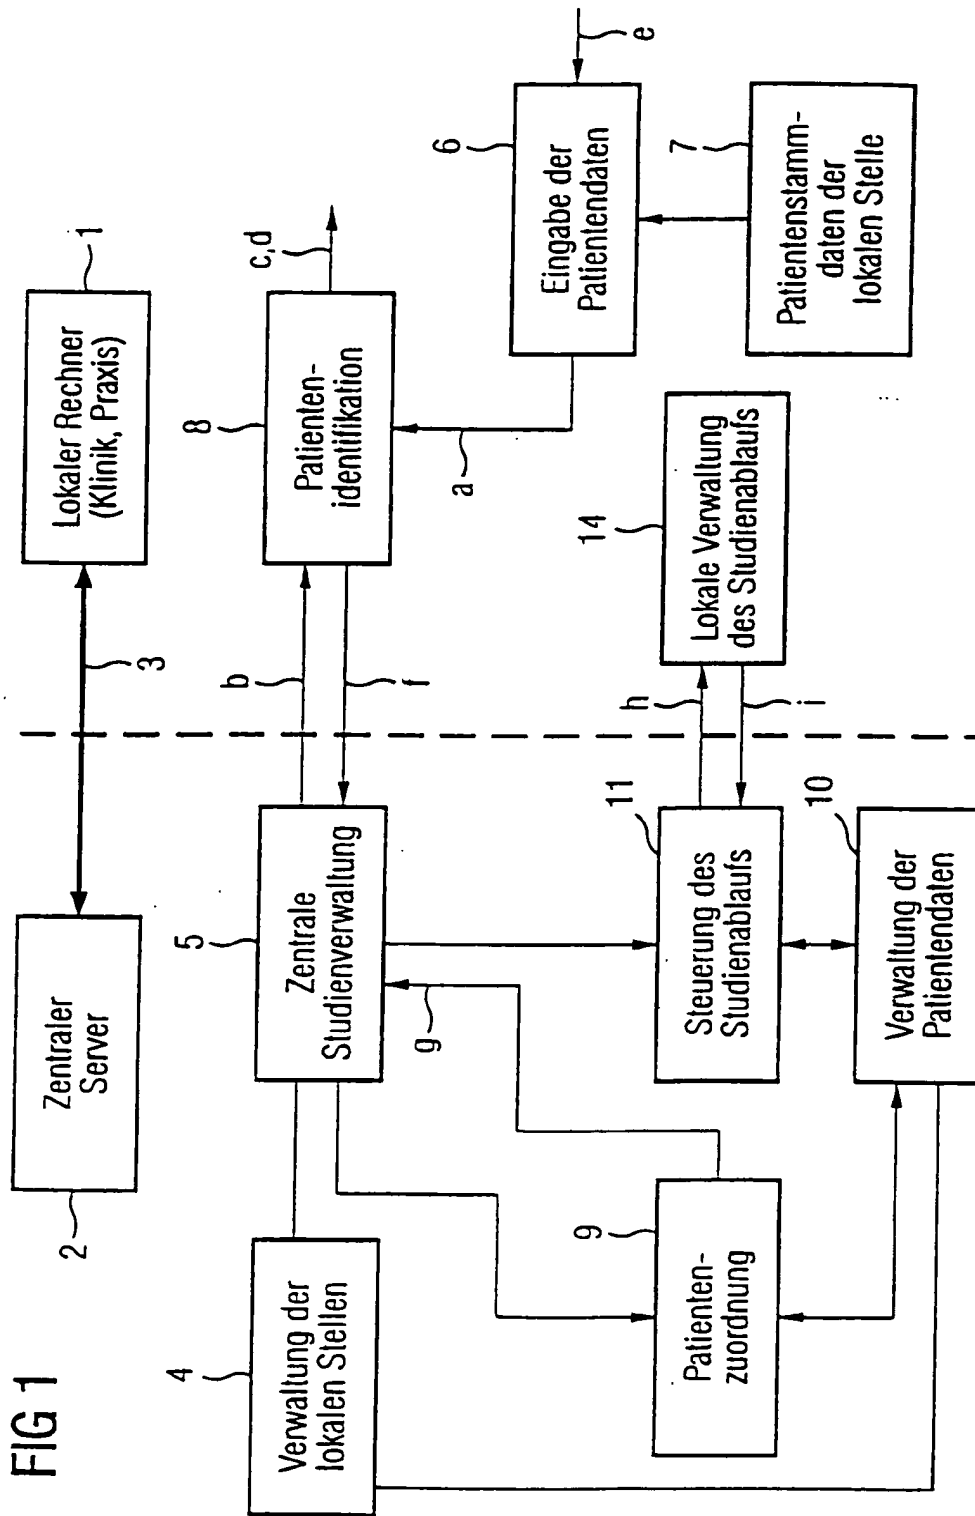 FIG 1
2
Zentraler
Server
3
1
Lokaler Rechner
(Klinik, Praxis)
4
Verwaltung der
lokalen Stellen
5
Zentrale
Studienverwaltung
b
f
8
Patienten-
identifikation
c,d
a
6
Eingabe der
Patientendaten
e
7
Patientenstamm-
daten der
lokalen Stelle
g
9
Patienten-
zuordnung
11
Steuerung des
Studienablaufs
h
i
14
Lokale Verwaltung
des Studienablaufs
10
Verwaltung der
Patientendaten